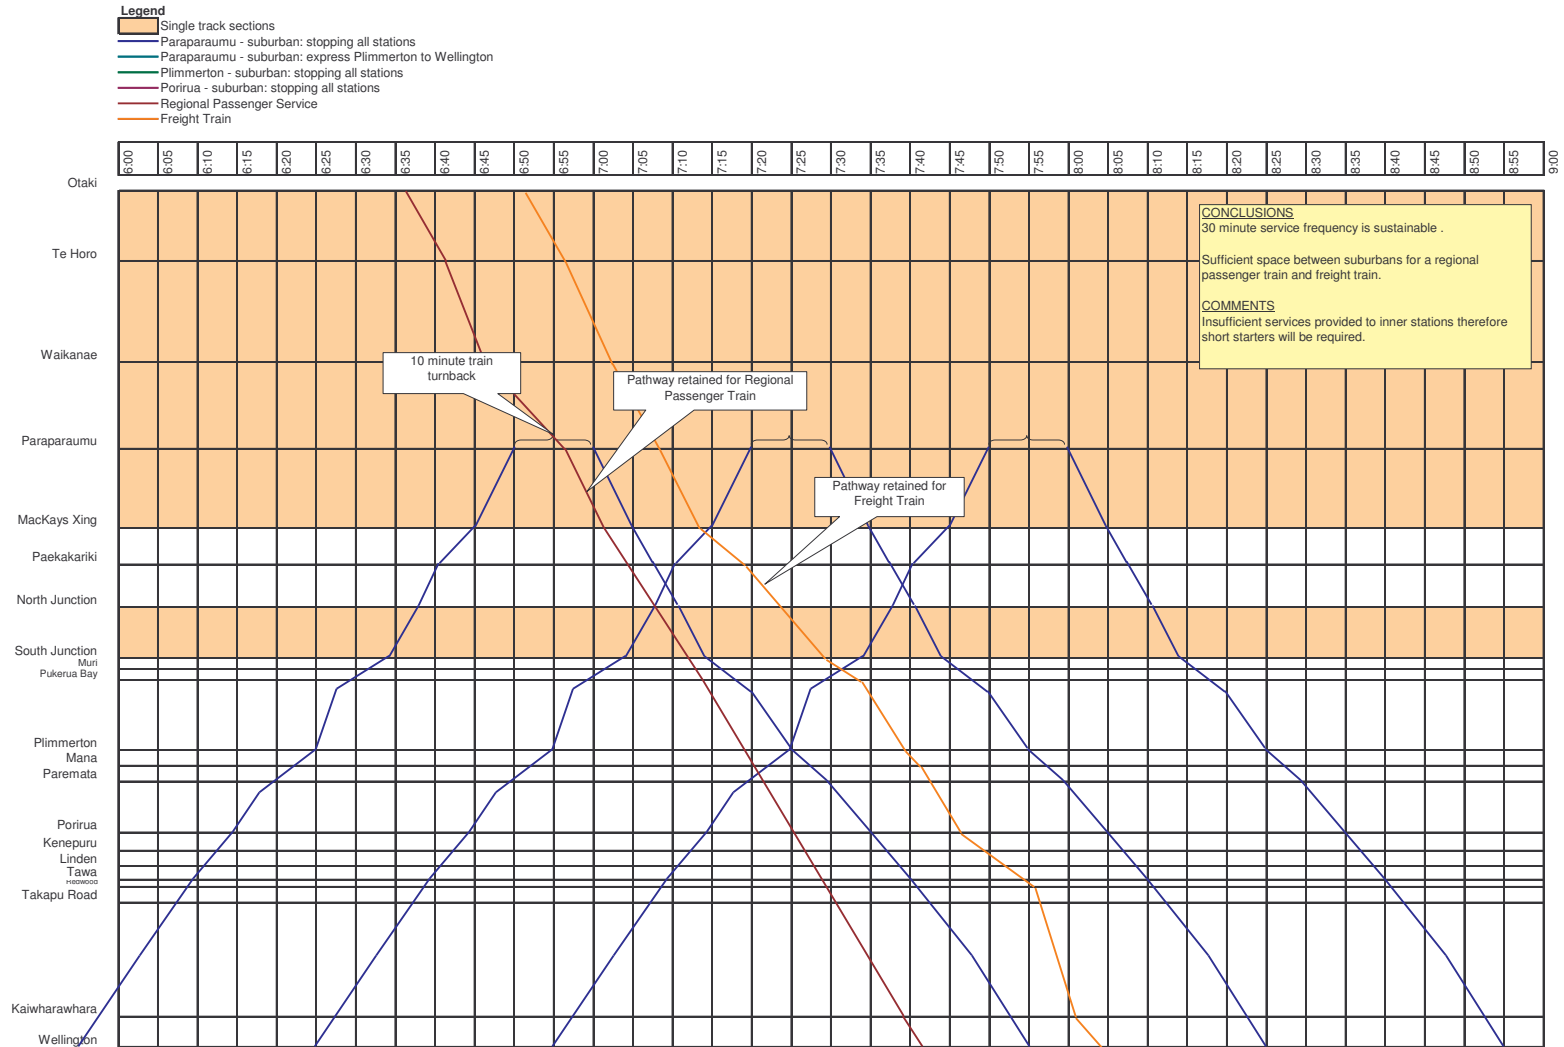 Legend
Single track sections
Paraparaumu - suburban: stopping all stations
Paraparaumu - suburban: express Plimmerton to Wellington
Plimmerton - suburban: stopping all stations
Porirua - suburban: stopping all stations
Regional Passenger Service
Freight Train
6:00 6:05 6:10 6:15 6:20 6:25 6:30 6:35 6:40 6:45 6:50 6:55 7:00 7:05 7:10 7:15 7:20 7:25 7:30 7:35 7:40 7:45 7:50 7:55 8:00 8:05 8:10 8:15 8:20 8:25 8:30 8:35 8:40 8:45 8:50 8:55 9:00
Otaki
CONCLUSIONS
30 minute service frequency is sustainable .
Sufficient space between suburbans for a regional
passenger train and freight train.
COMMENTS
Insufficient services provided to inner stations therefore
short starters will be required.
Te Horo
Waikanae
10 minute train
turnback
Pathway retained for Regional
Passenger Train
Paraparaumu
Pathway retained for
Freight Train
MacKays Xing
Paekakariki
North Junction
South Junction
Muri
Pukerua Bay
Plimmerton
Mana
Paremata
Porirua
Kenepuru
Linden
Tawa
Redwood
Takapu Road
Kaiwharawhara
Wellington